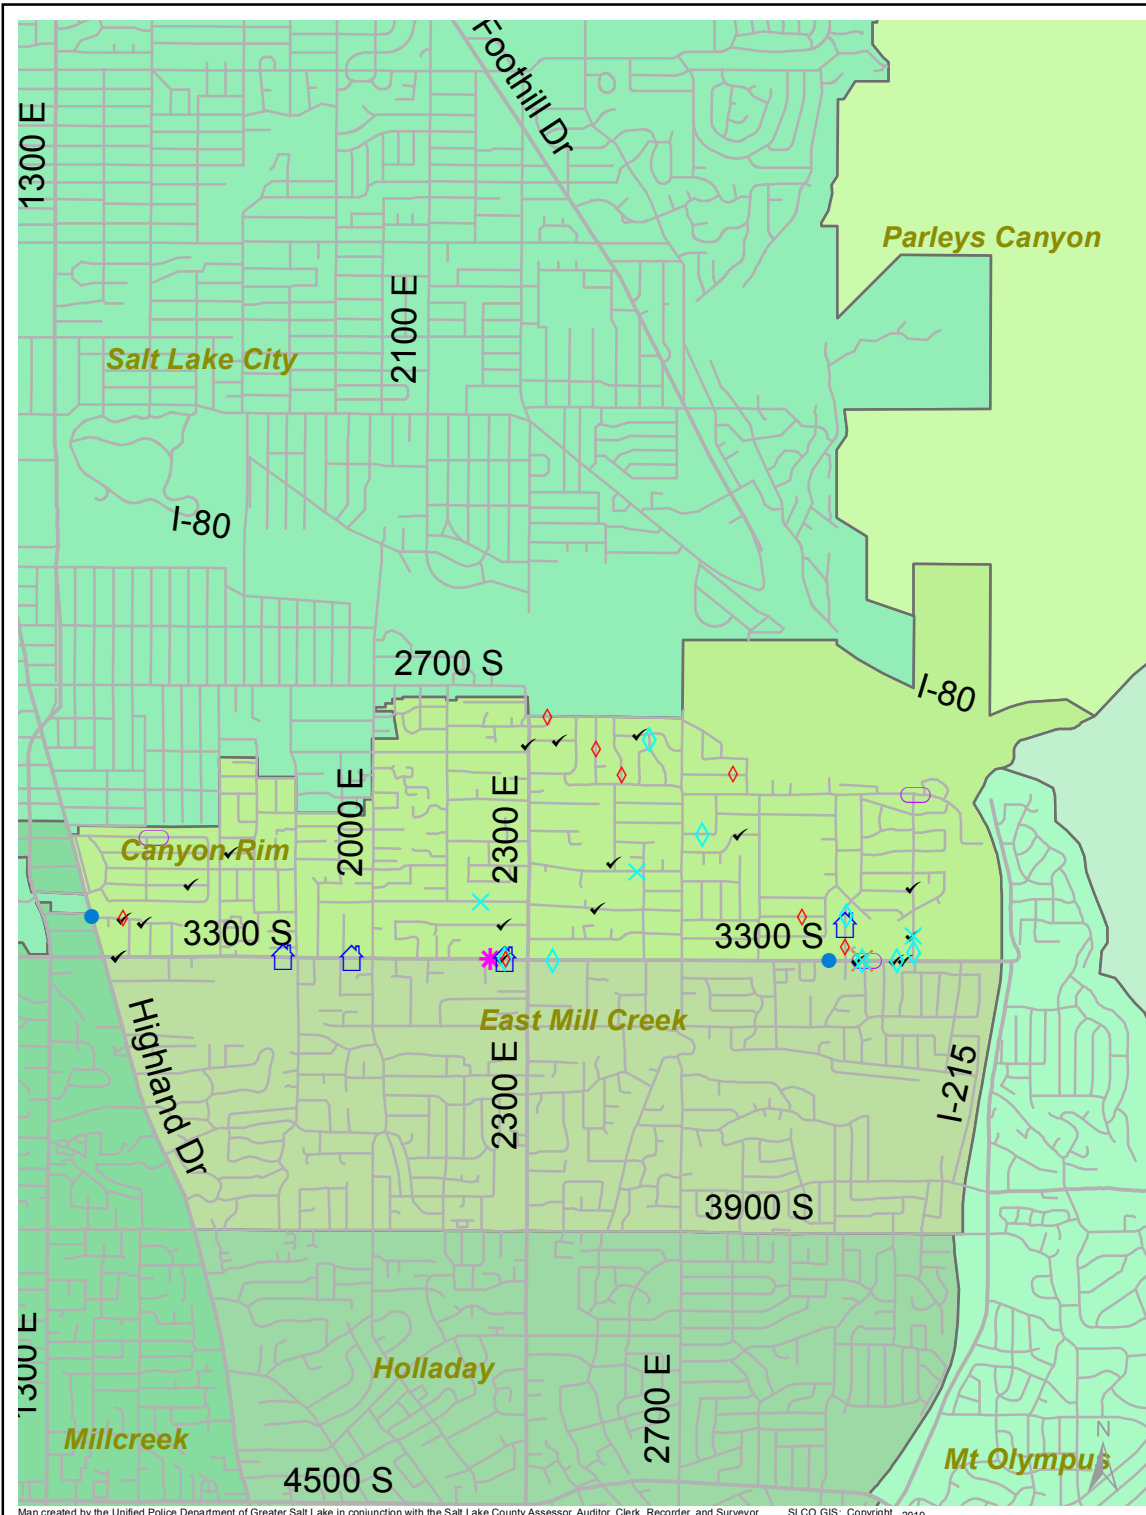 Foothill Dr
1300 E
Parleys Canyon
2100 E
Salt Lake City
I-80
2700 S
I-80
2000 E
2300 E
Canyon Rim
3300 S
3300 S
East Mill Creek
Highland Dr
2300 E
I-215
3900 S
1300 E
Holladay
2700 E
Millcreek
N
Mt Olympus
4500 S
Map created by the Unified Police Department of Greater Salt Lake in conjunction with the Salt Lake County Assessor, Auditor, Clerk, Recorder, and Surveyor
SLCO GIS; Copyright 2010